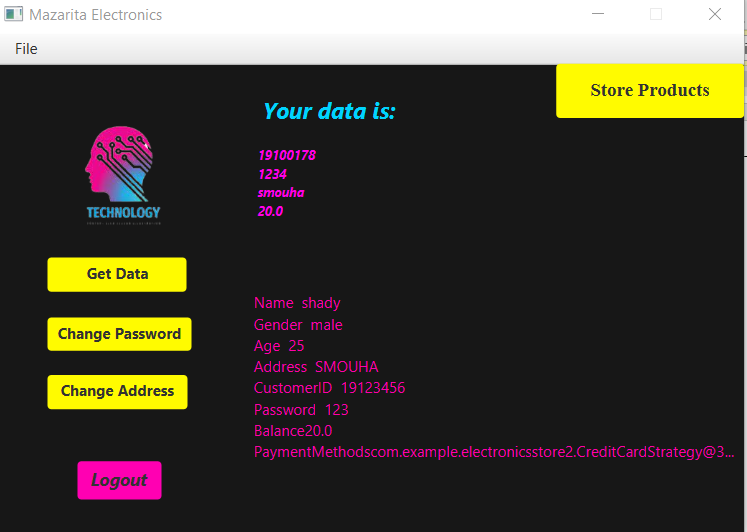 Mazarita Electronics
File
Store Products
Your data is:
19100178
1234
smouha
20.0
TECHNOLOGY
Get Data
Change Password
Change Address
Logout
Name  shady
Gender  male
Age  25
Address  SMOUHA
CustomerID  19123456
Password  123
Balance20.0
PaymentMethodscom.example.electronicsstore2.CreditCardStrategy@3...